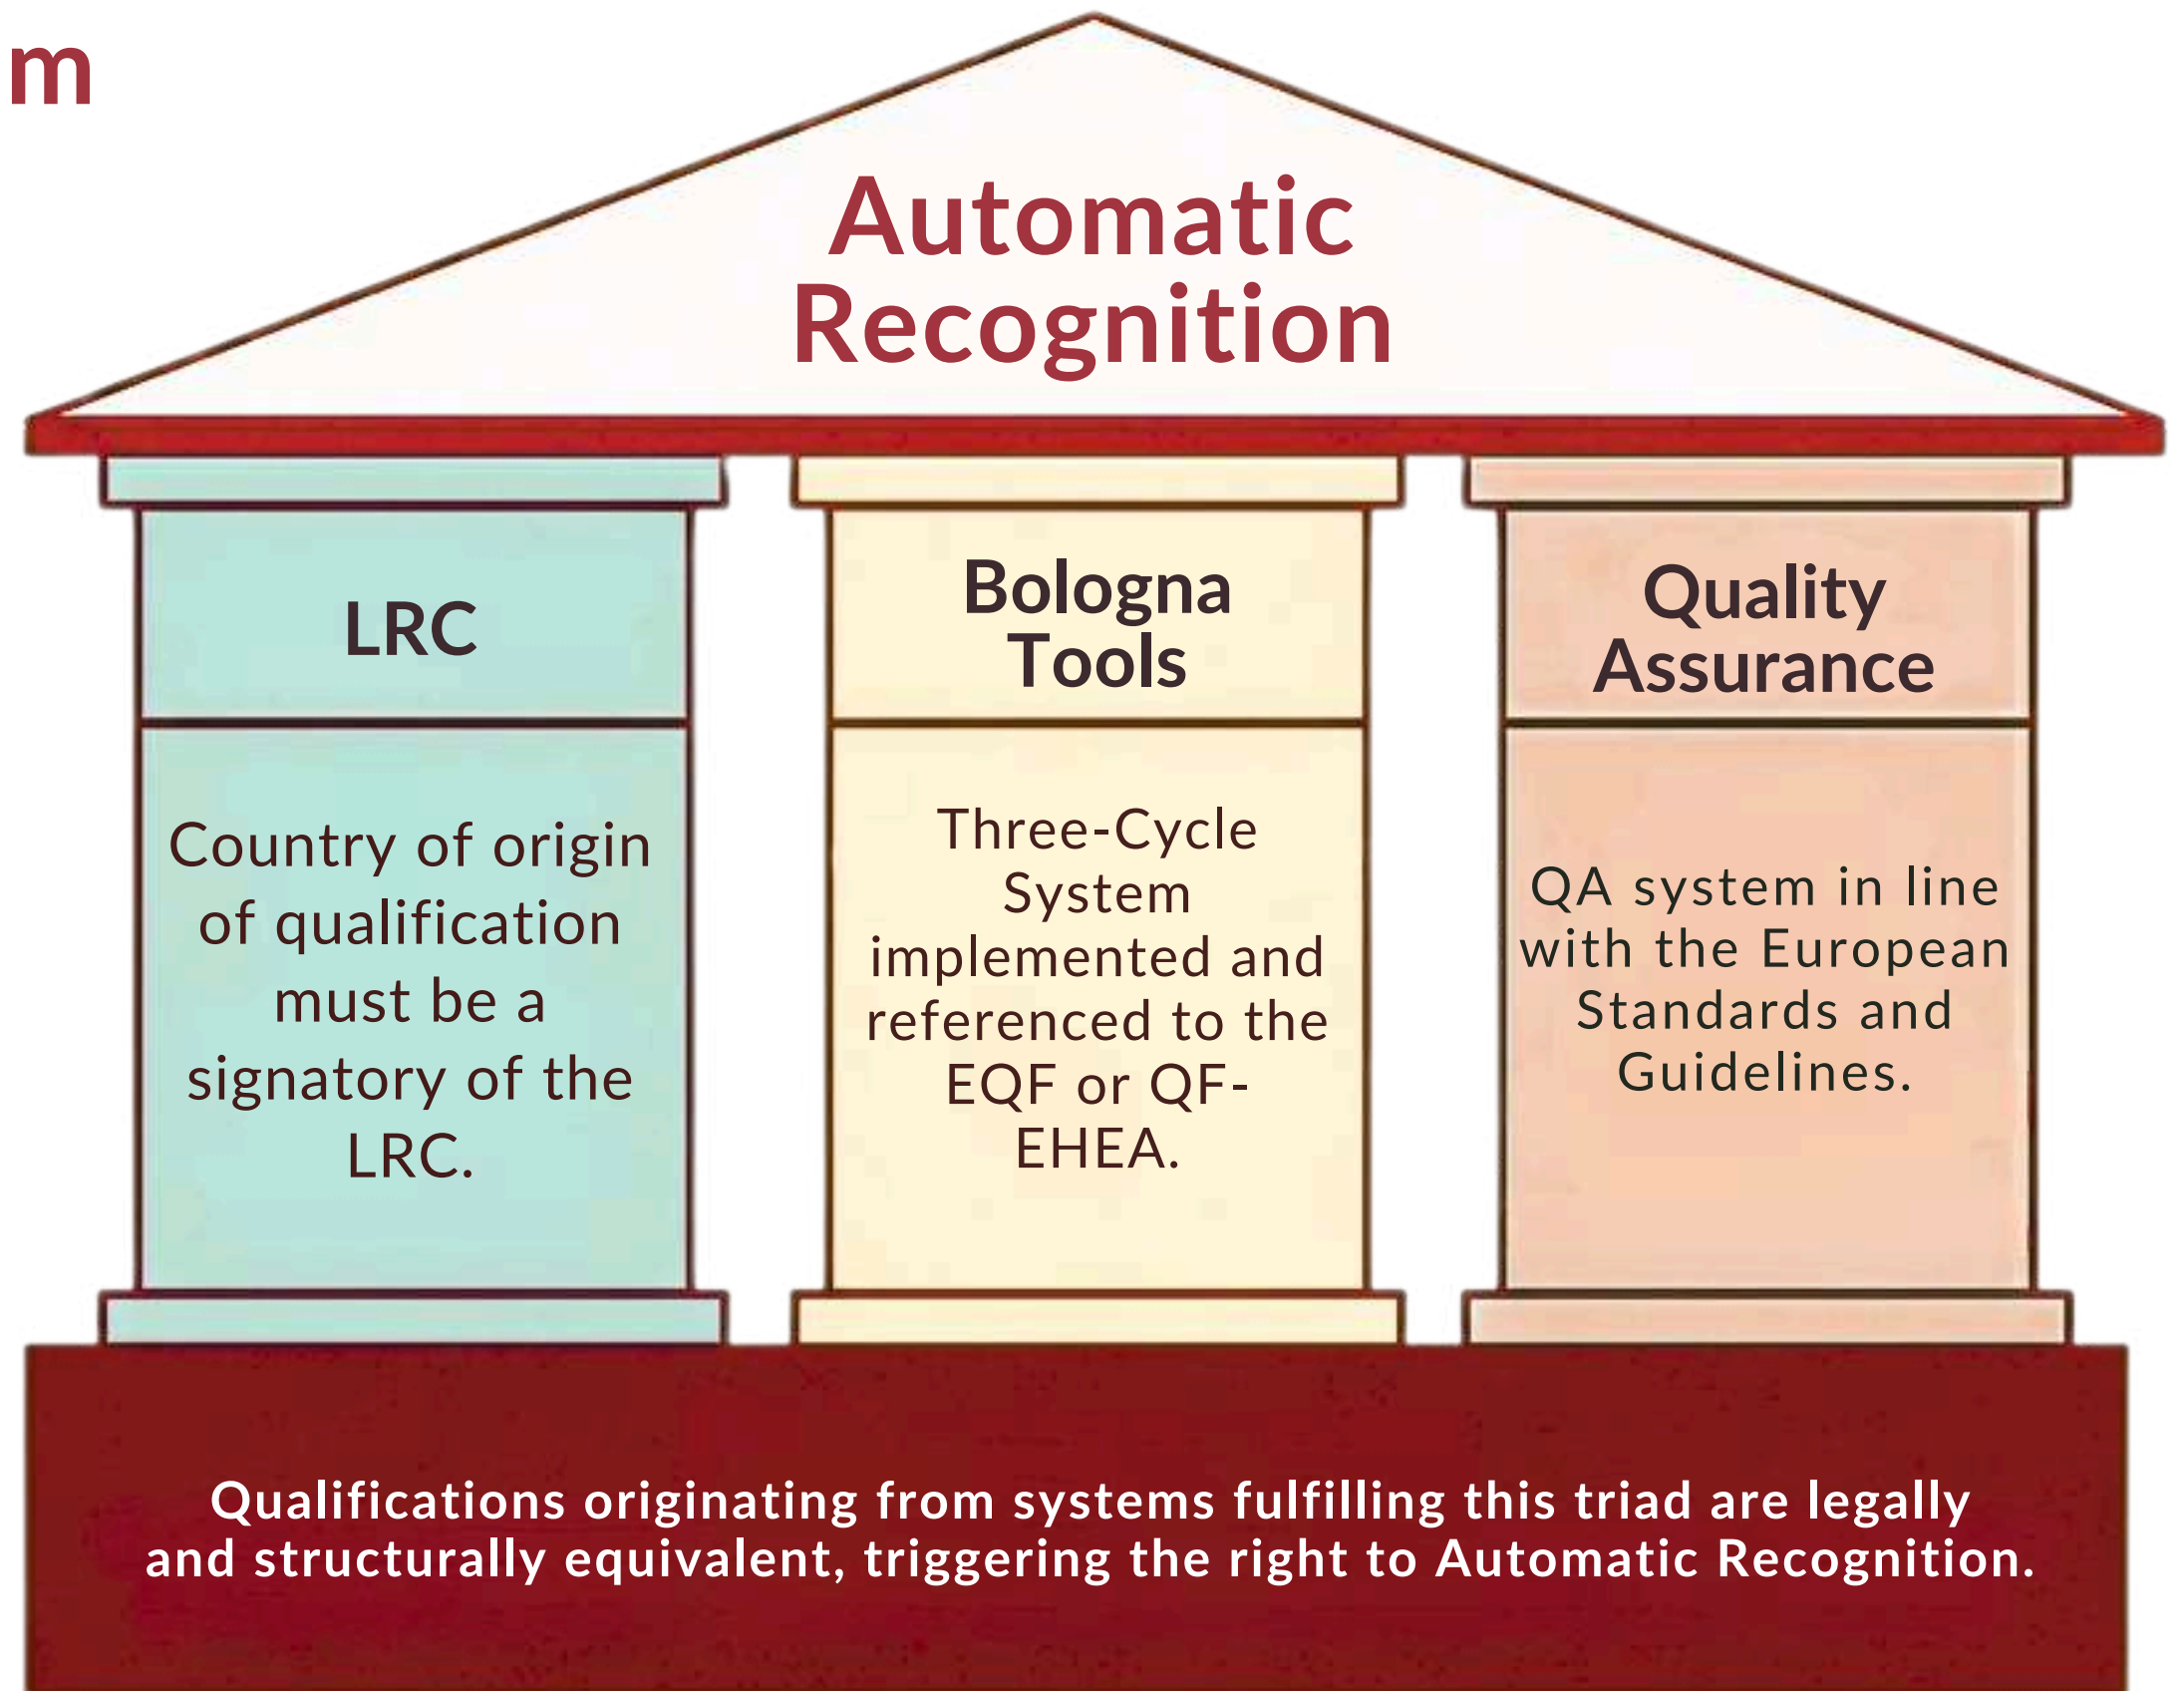 m
Automatic
Recognition
LRC
Country of origin
of qualification
must be a
signatory of the
LRC.
Bologna
Tools
Three-Cycle
System
implemented and
referenced to the
EQF or QF-
EHEA.
Quality
Assurance
QA system in line
with the European
Standards and
Guidelines.
Qualifications originating from systems fulfilling this triad are legally
and structurally equivalent, triggering the right to Automatic Recognition.